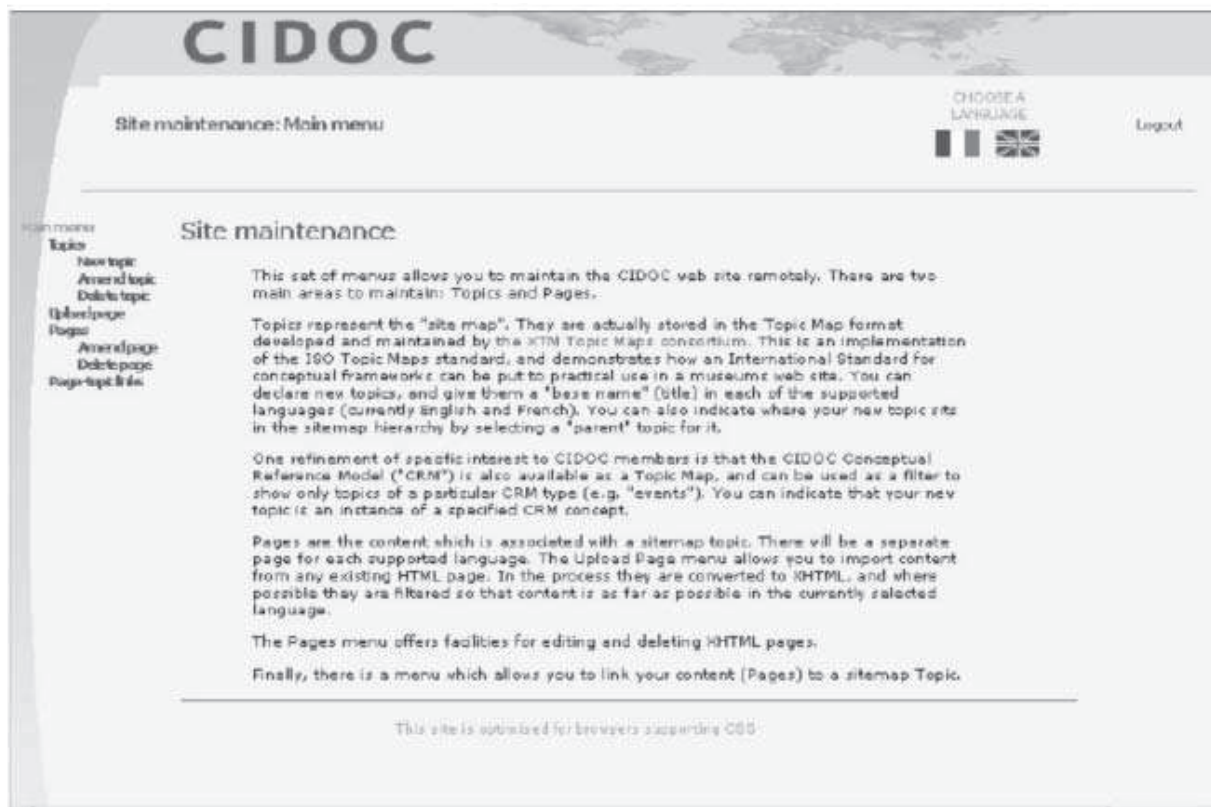 CIDOC
CHOOSE A
LANGUAGE
Site maintenance: Main menu
Logout
Main menu
Topics
New topic
Amend topic
Delete topic
Upload page
Pages
Amend page
Delete page
Page-topic links
Site maintenance
This set of menus allows you to maintain the CIDOC web site remotely. There are two
main areas to maintain: Topics and Pages.
Topics represent the "site map". They are actually stored in the Topic Map format
developed and maintained by the XTM Topic Maps consortium. This is an implementation
of the ISO Topic Maps standard, and demonstrates how an International Standard for
conceptual frameworks can be put to practical use in a museums web site. You can
declare new topics, and give them a "base name" (title) in each of the supported
languages (currently English and French). You can also indicate where your new topic sits
in the sitemap hierarchy by selecting a "parent" topic for it.
One refinement of specific interest to CIDOC members is that the CIDOC Conceptual
Reference Model ("CRM") is also available as a Topic Map, and can be used as a filter to
show only topics of a particular CRM type (e.g. "events"). You can indicate that your new
topic is an instance of a specified CRM concept.
Pages are the content which is associated with a sitemap topic. There will be a separate
page for each supported language. The Upload Page menu allows you to import content
from any existing HTML page. In the process they are converted to XHTML, and where
possible they are filtered so that content is as far as possible in the currently selected
language.
The Pages menu offers facilities for editing and deleting XHTML pages.
Finally, there is a menu which allows you to link your content (Pages) to a sitemap Topic.
This site is optimised for browsers supporting CSS